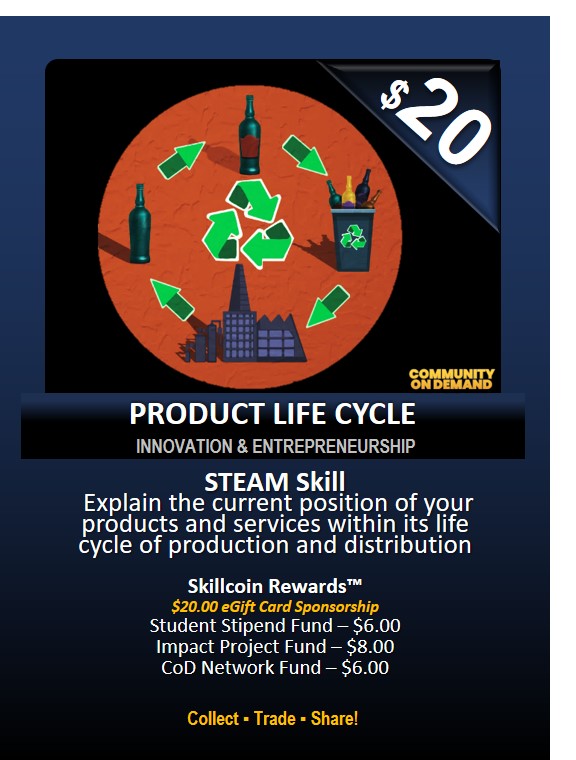 $20
COMMUNITY
ON DEMAND
PRODUCT LIFE CYCLE
INNOVATION & ENTREPRENEURSHIP
STEAM Skill
Explain the current position of your
products and services within its life
cycle of production and distribution
Skillcoin Rewards™
$20.00 eGift Card Sponsorship
Student Stipend Fund – $6.00
Impact Project Fund – $8.00
CoD Network Fund – $6.00
Collect ▪ Trade ▪ Share!